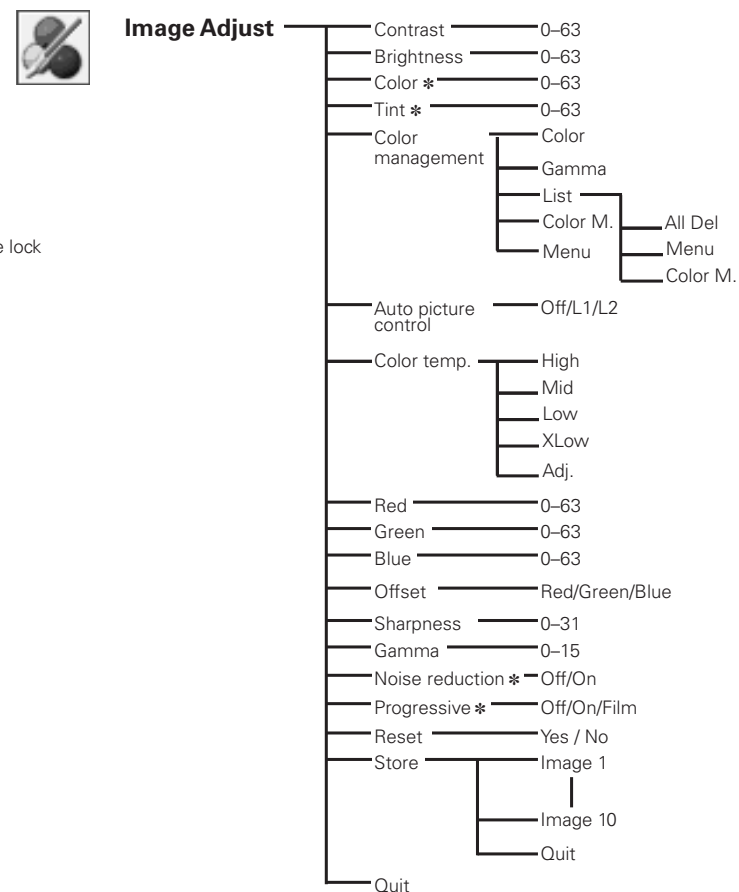 Image Adjust
Contrast 0–63
Brightness 0–63
Color * 0–63
Tint * 0–63
Color
management
Color
Gamma
List
Color M.
Menu
All Del
Menu
Color M.
e lock
Auto picture
control
Off/L1/L2
Color temp. High
Mid
Low
XLow
Adj.
Red 0–63
Green 0–63
Blue 0–63
Offset Red/Green/Blue
Sharpness 0–31
Gamma 0–15
Noise reduction * Off/On
Progressive * Off/On/Film
Reset Yes / No
Store Image 1
Image 10
Quit
Quit